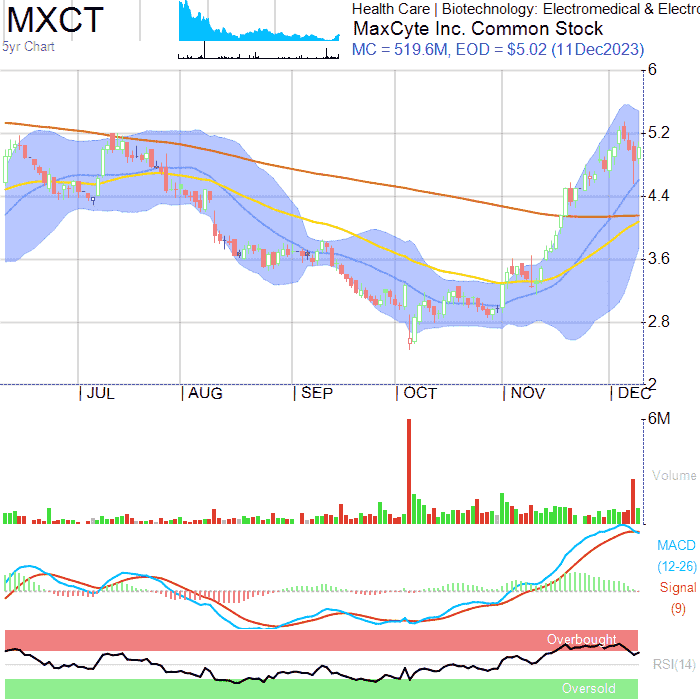 MXCT
5yr Chart
Health Care | Biotechnology: Electromedical & Electro
MaxCyte Inc. Common Stock
MC = 519.6M, EOD = $5.02 (11Dec2023)
6
5.2
4.4
3.6
2.8
2
| JUL | AUG | SEP | OCT | NOV | DEC
6M
Volume
MACD
(12-26)
Signal
(9)
Overbought
RSI(14)
Oversold